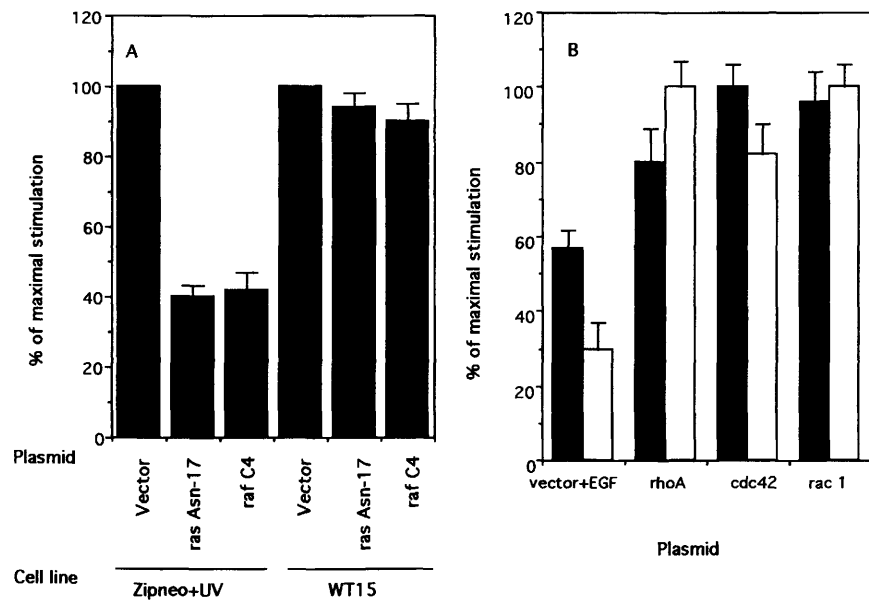 A
% of maximal stimulation
120
100
80
60
40
20
0
Plasmid
Vector
ras Asn-17
raf C4
Vector
ras Asn-17
raf C4
Cell line
Zipneo+UV
WT15
B
% of maximal stimulation
120
100
80
60
40
20
0
vector+EGF
rhoA
cdc42
rac 1
Plasmid